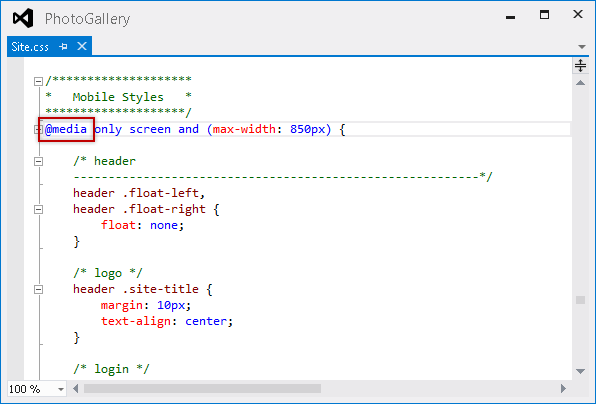 PhotoGallery
Site.css
/********************
*   Mobile Styles   *
********************/
@media only screen and (max-width: 850px) {
/* header
----------------------------------------------------------*/
header .float-left,
header .float-right {
float: none;
}
/* logo */
header .site-title {
margin: 10px;
text-align: center;
}
/* login */
100 %